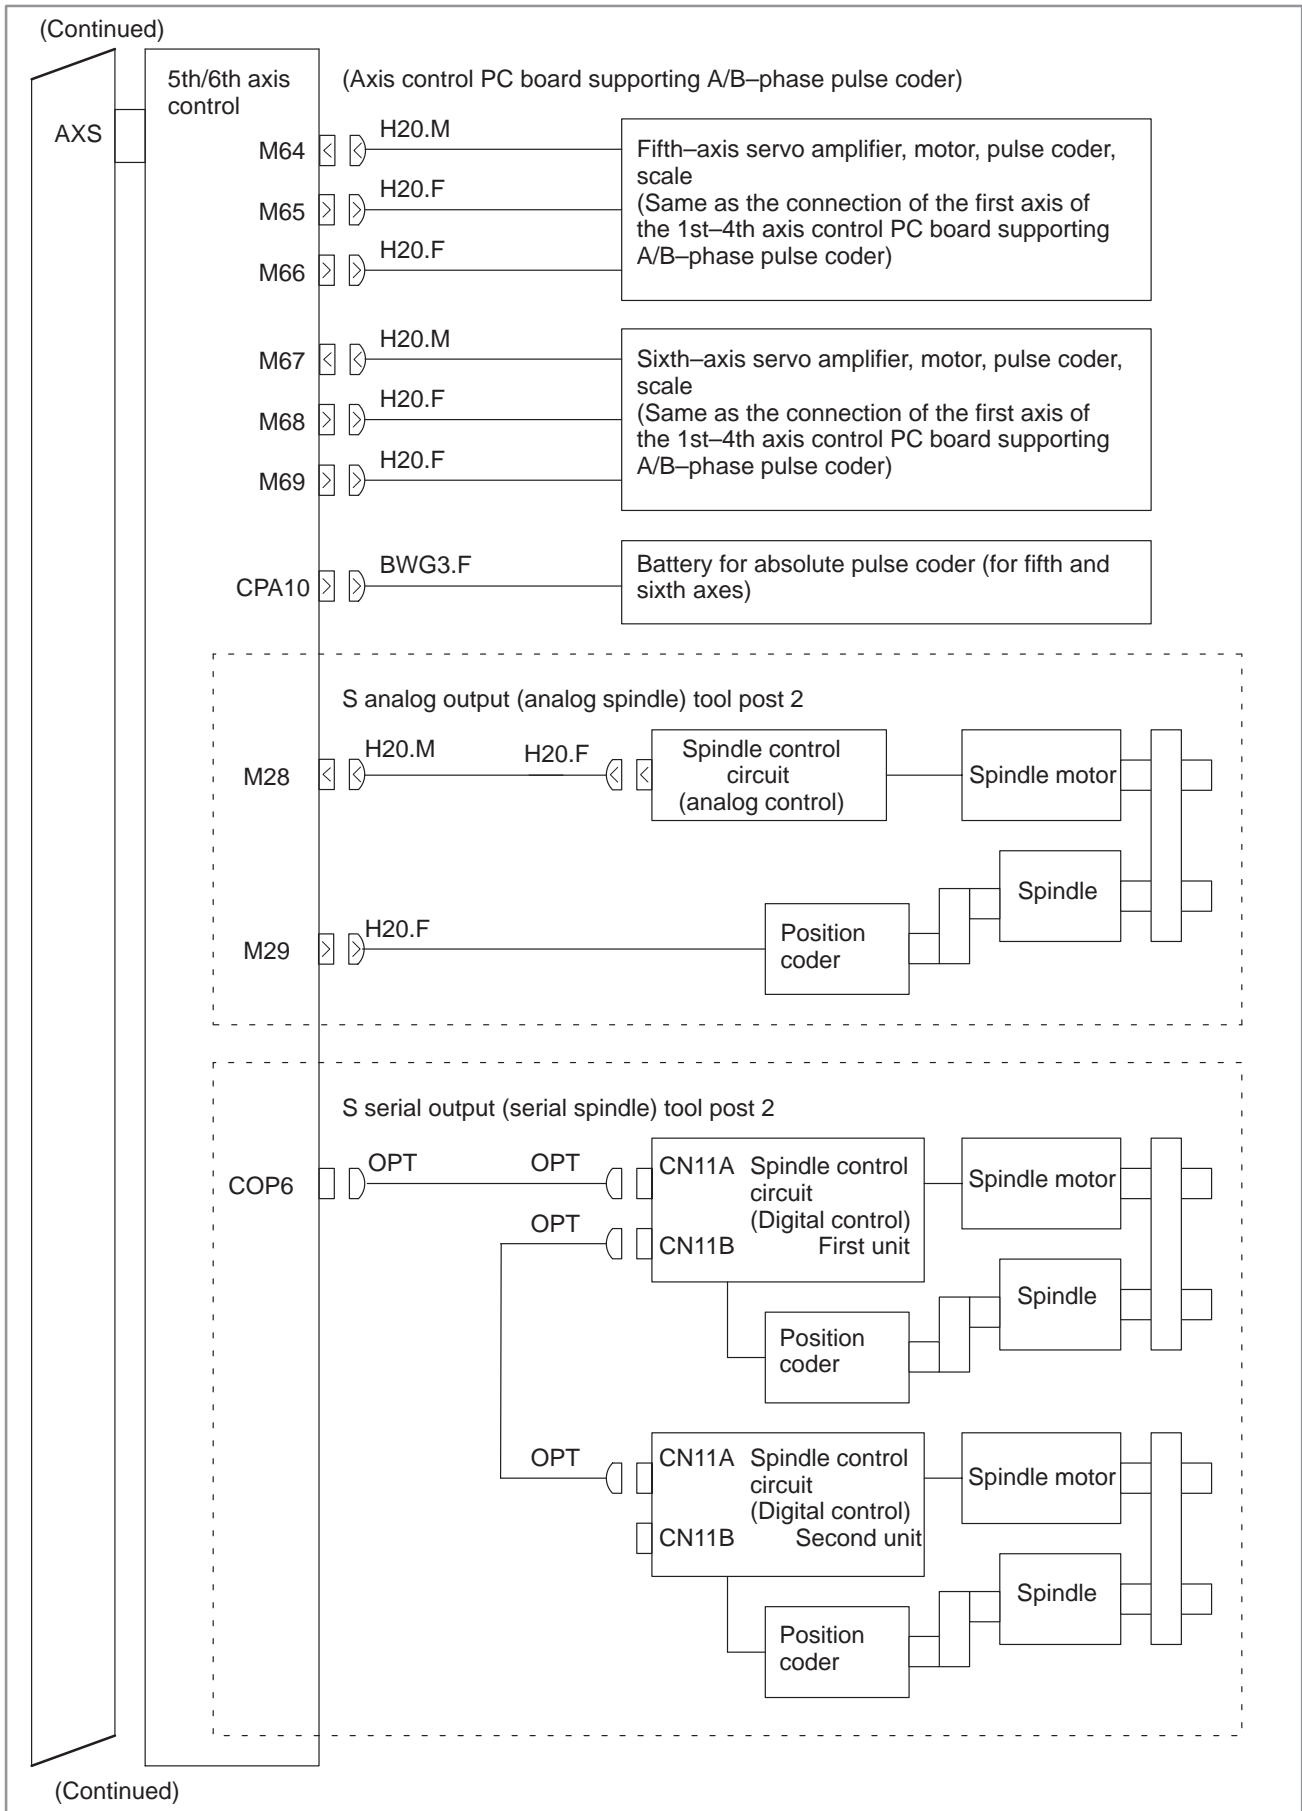 (Continued)
5th/6th axis
control
(Axis control PC board supporting A/B–phase pulse coder)
AXS
M64
H20.M
M65
H20.F
M66
H20.F
Fifth–axis servo amplifier, motor, pulse coder,
scale
(Same as the connection of the first axis of
the 1st–4th axis control PC board supporting
A/B–phase pulse coder)
M67
H20.M
M68
H20.F
M69
H20.F
Sixth–axis servo amplifier, motor, pulse coder,
scale
(Same as the connection of the first axis of
the 1st–4th axis control PC board supporting
A/B–phase pulse coder)
CPA10
BWG3.F
Battery for absolute pulse coder (for fifth and
sixth axes)
S analog output (analog spindle) tool post 2
M28
H20.M
H20.F
Spindle control
circuit
(analog control)
Spindle motor
Spindle
M29
H20.F
Position
coder
S serial output (serial spindle) tool post 2
COP6
OPT
OPT
CN11A
Spindle control
circuit
(Digital control)
First unit
OPT
CN11B
Spindle motor
Spindle
Position
coder
OPT
CN11A
Spindle control
circuit
(Digital control)
Second unit
CN11B
Spindle motor
Spindle
Position
coder
(Continued)